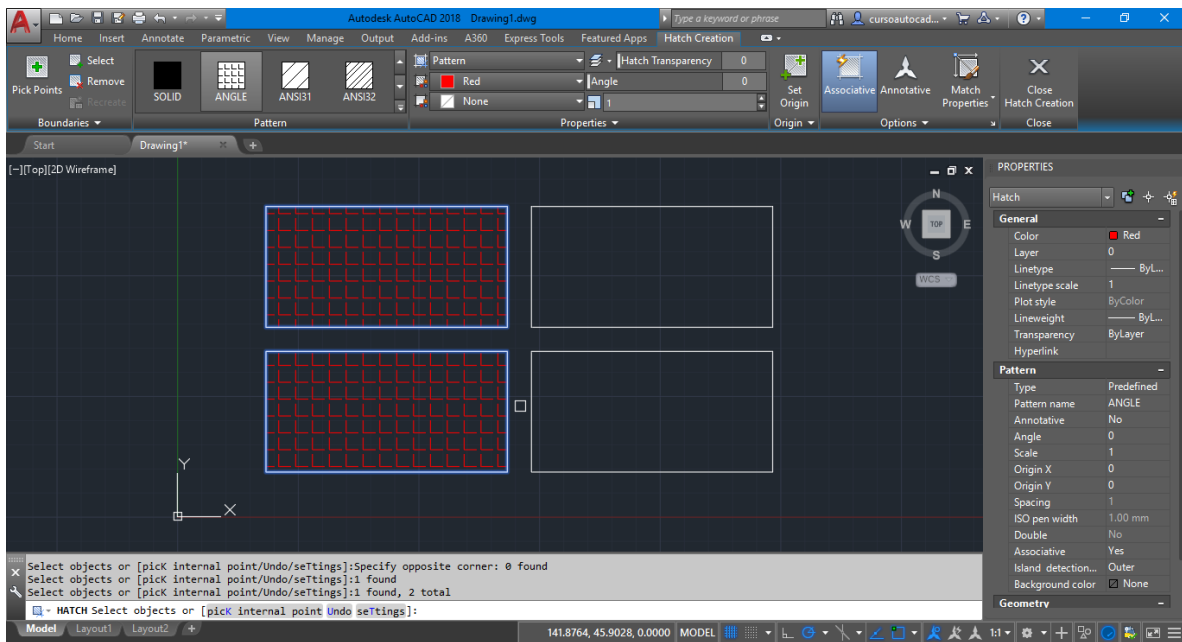 Autodesk AutoCAD 2018 Drawing1.dwg
Type a keyword or phrase
cursoautocad...
Home Insert Annotate Parametric View Manage Output Add-ins A360 Express Tools Featured Apps Hatch Creation
Pick Points
Select
Remove
Recreate
SOLID
ANGLE
ANSI31
ANSI32
Pattern
Red
None
Hatch Transparency 0
Angle 0
1
Set
Origin
Associative
Annotative
Match
Properties
Close
Hatch Creation
Boundaries
Pattern
Properties
Origin
Options
Close
Start
Drawing1*
[−][Top][2D Wireframe]
N
W
TOP
E
S
WCS
Y
X
PROPERTIES
Hatch
General
Color Red
Layer 0
Linetype ByL...
Linetype scale 1
Plot style ByColor
Lineweight ByL...
Transparency ByLayer
Hyperlink
Pattern
Type Predefined
Pattern name ANGLE
Annotative No
Angle 0
Scale 1
Origin X 0
Origin Y 0
Spacing 1
ISO pen width 1.00 mm
Double No
Associative Yes
Island detection... Outer
Background color None
Geometry
Select objects or [picK internal point/Undo/seTtings]:Specify opposite corner: 0 found
Select objects or [picK internal point/Undo/seTtings]:1 found
Select objects or [picK internal point/Undo/seTtings]:1 found, 2 total
HATCH Select objects or [picK internal point Undo seTtings]:
Model Layout1 Layout2 +
141.8764, 45.9028, 0.0000 MODEL
1:1